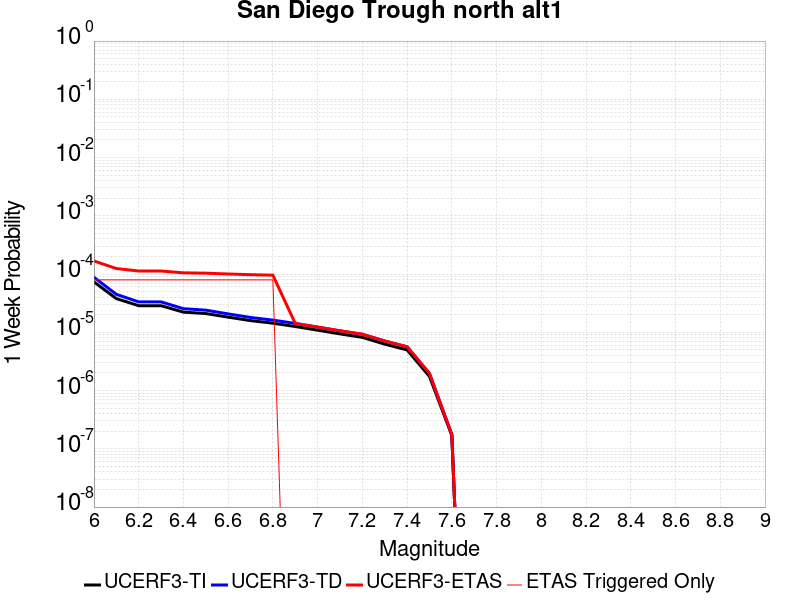 San Diego Trough north alt1
10^0
10^-1
10^-2
10^-3
10^-4
10^-5
10^-6
10^-7
10^-8
1 Week Probability
6 6.2 6.4 6.6 6.8 7 7.2 7.4 7.6 7.8 8 8.2 8.4 8.6 8.8 9
Magnitude
UCERF3-TI UCERF3-TD UCERF3-ETAS ETAS Triggered Only